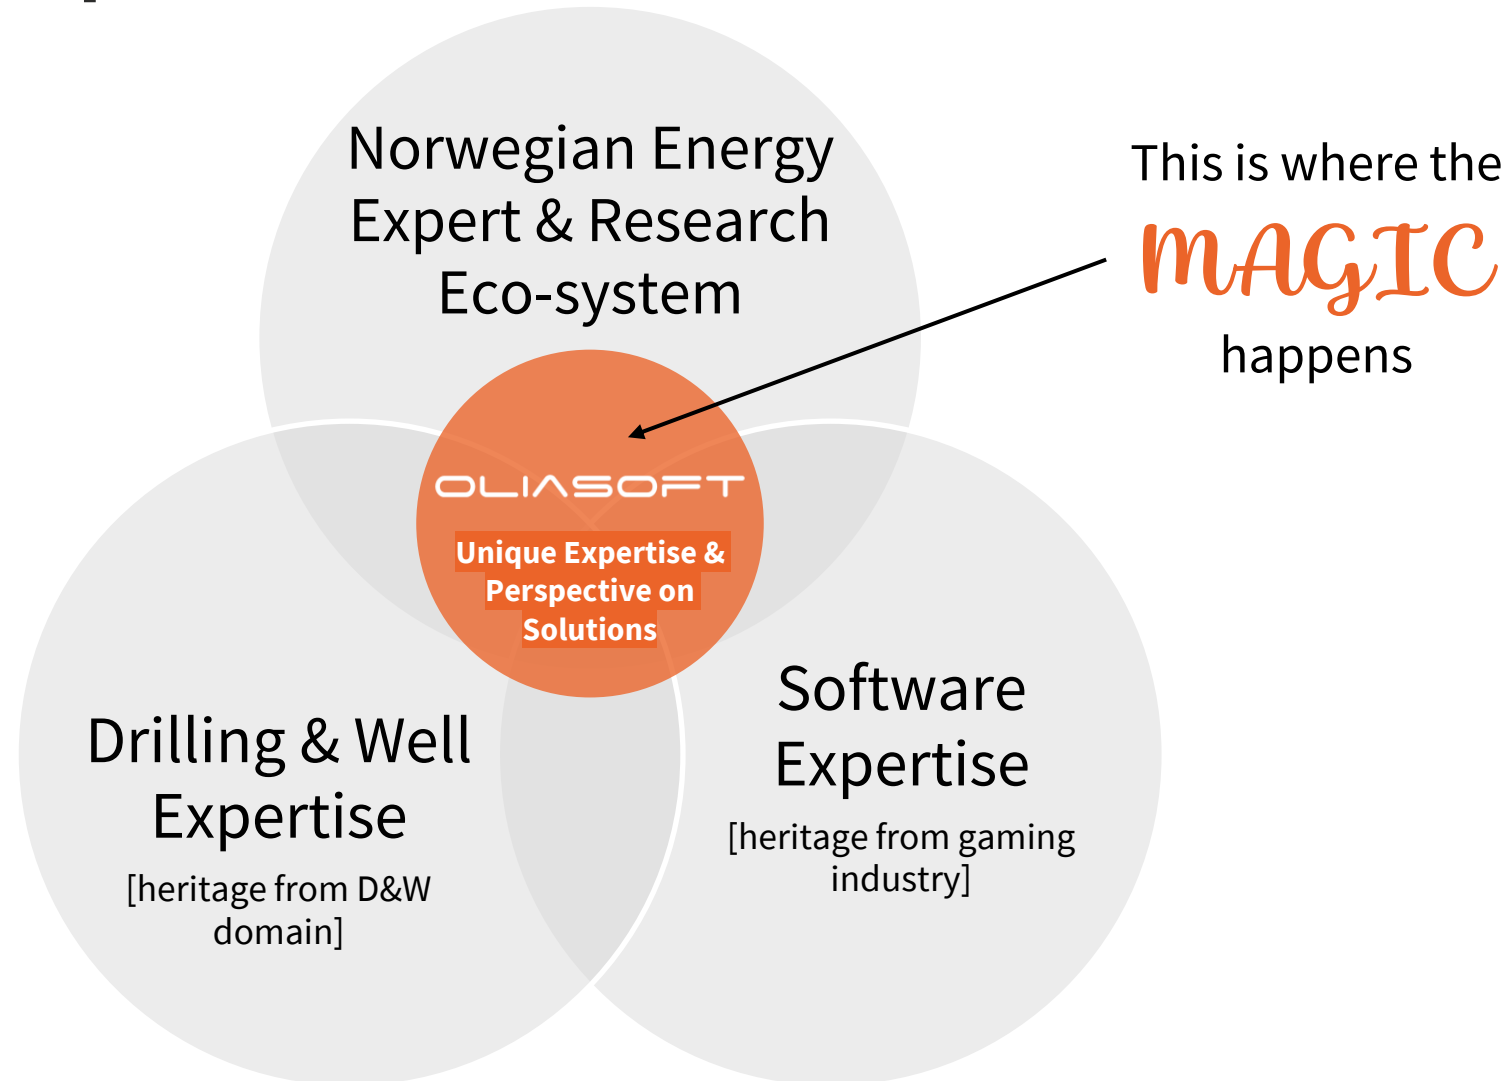 Norwegian Energy
Expert & Research
Eco-system
This is where the
MAGIC
happens
OLIASOFT
Unique Expertise &
Perspective on
Solutions
Drilling & Well
Expertise
[heritage from D&W
domain]
Software
Expertise
[heritage from gaming
industry]